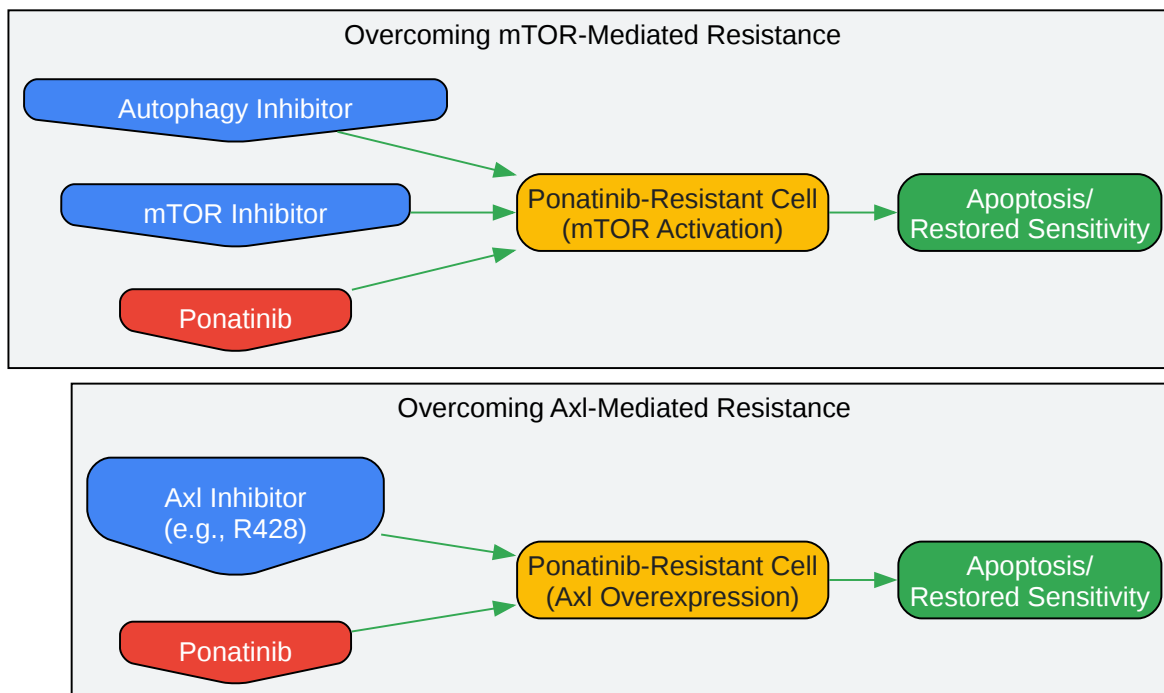 Overcoming mTOR-Mediated Resistance
Autophagy Inhibitor
mTOR Inhibitor
Ponatinib
Ponatinib-Resistant Cell
(mTOR Activation)
Apoptosis/
Restored Sensitivity
Overcoming Axl-Mediated Resistance
Axl Inhibitor
(e.g., R428)
Ponatinib
Ponatinib-Resistant Cell
(Axl Overexpression)
Apoptosis/
Restored Sensitivity